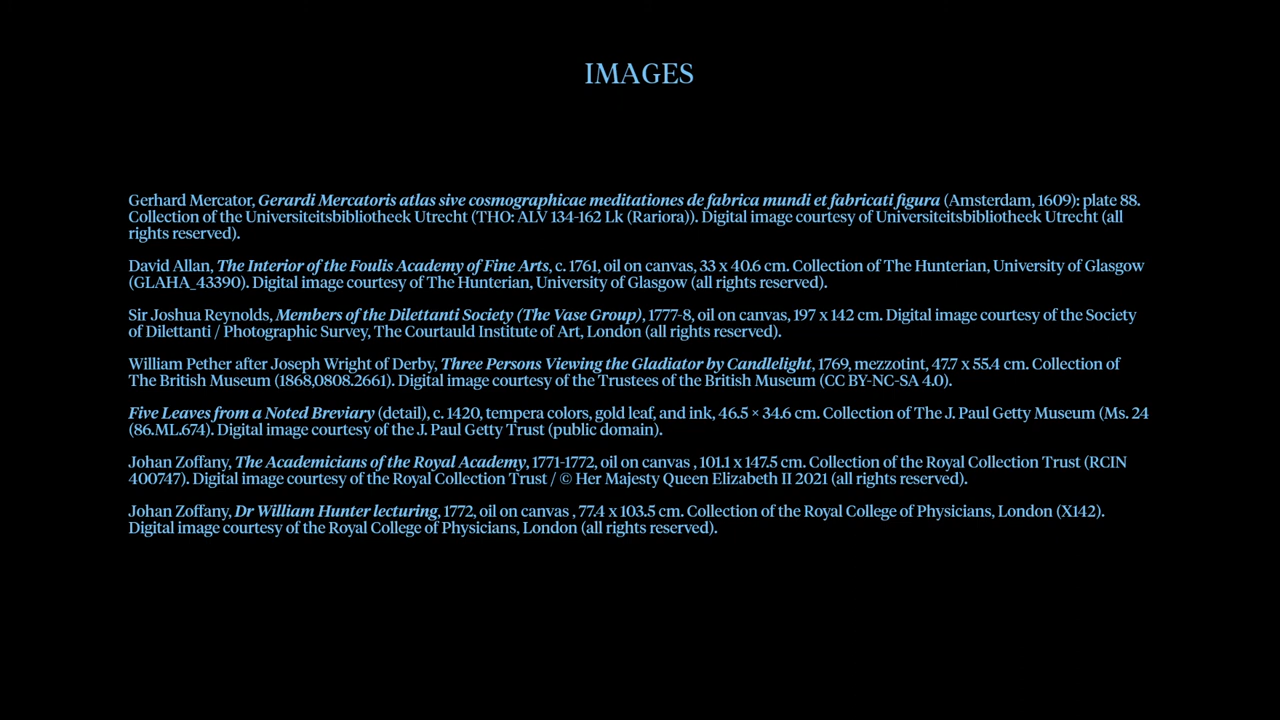 IMAGES
Gerhard Mercator, Gerardi Mercatoris atlas sive cosmographicae meditationes de fabrica mundi et fabricati figura (Amsterdam, 1609): plate 88.
Collection of the Universiteitsbibliotheek Utrecht (THO: ALV 134-162 Lk (Rariora)). Digital image courtesy of Universiteitsbibliotheek Utrecht (all
rights reserved).
David Allan, The Interior of the Foulis Academy of Fine Arts, c. 1761, oil on canvas, 33 x 40.6 cm. Collection of The Hunterian, University of Glasgow
(GLAHA_43390). Digital image courtesy of The Hunterian, University of Glasgow (all rights reserved).
Sir Joshua Reynolds, Members of the Dilettanti Society (The Vase Group), 1777-8, oil on canvas, 197 x 142 cm. Digital image courtesy of the Society
of Dilettanti / Photographic Survey, The Courtauld Institute of Art, London (all rights reserved).
William Pether after Joseph Wright of Derby, Three Persons Viewing the Gladiator by Candlelight, 1769, mezzotint, 47.7 x 55.4 cm. Collection of
The British Museum (1868,0808.2661). Digital image courtesy of the Trustees of the British Museum (CC BY-NC-SA 4.0).
Five Leaves from a Noted Breviary (detail), c. 1420, tempera colors, gold leaf, and ink, 46.5 × 34.6 cm. Collection of The J. Paul Getty Museum (Ms. 24
(86.ML.674). Digital image courtesy of the J. Paul Getty Trust (public domain).
Johan Zoffany, The Academicians of the Royal Academy, 1771-1772, oil on canvas , 101.1 x 147.5 cm. Collection of the Royal Collection Trust (RCIN
400747). Digital image courtesy of the Royal Collection Trust / © Her Majesty Queen Elizabeth II 2021 (all rights reserved).
Johan Zoffany, Dr William Hunter lecturing, 1772, oil on canvas , 77.4 x 103.5 cm. Collection of the Royal College of Physicians, London (X142).
Digital image courtesy of the Royal College of Physicians, London (all rights reserved).